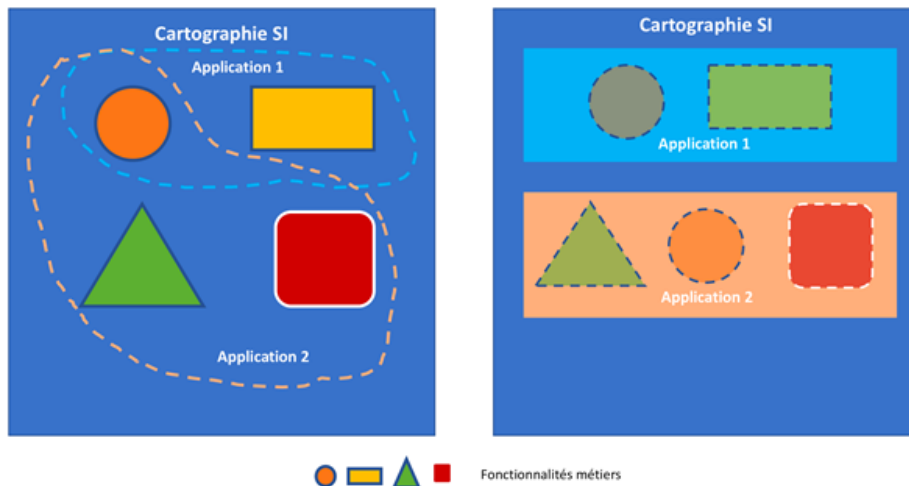 Cartographie SI
Application 1
Application 2
Cartographie SI
Application 1
Application 2
Fonctionnalités métiers